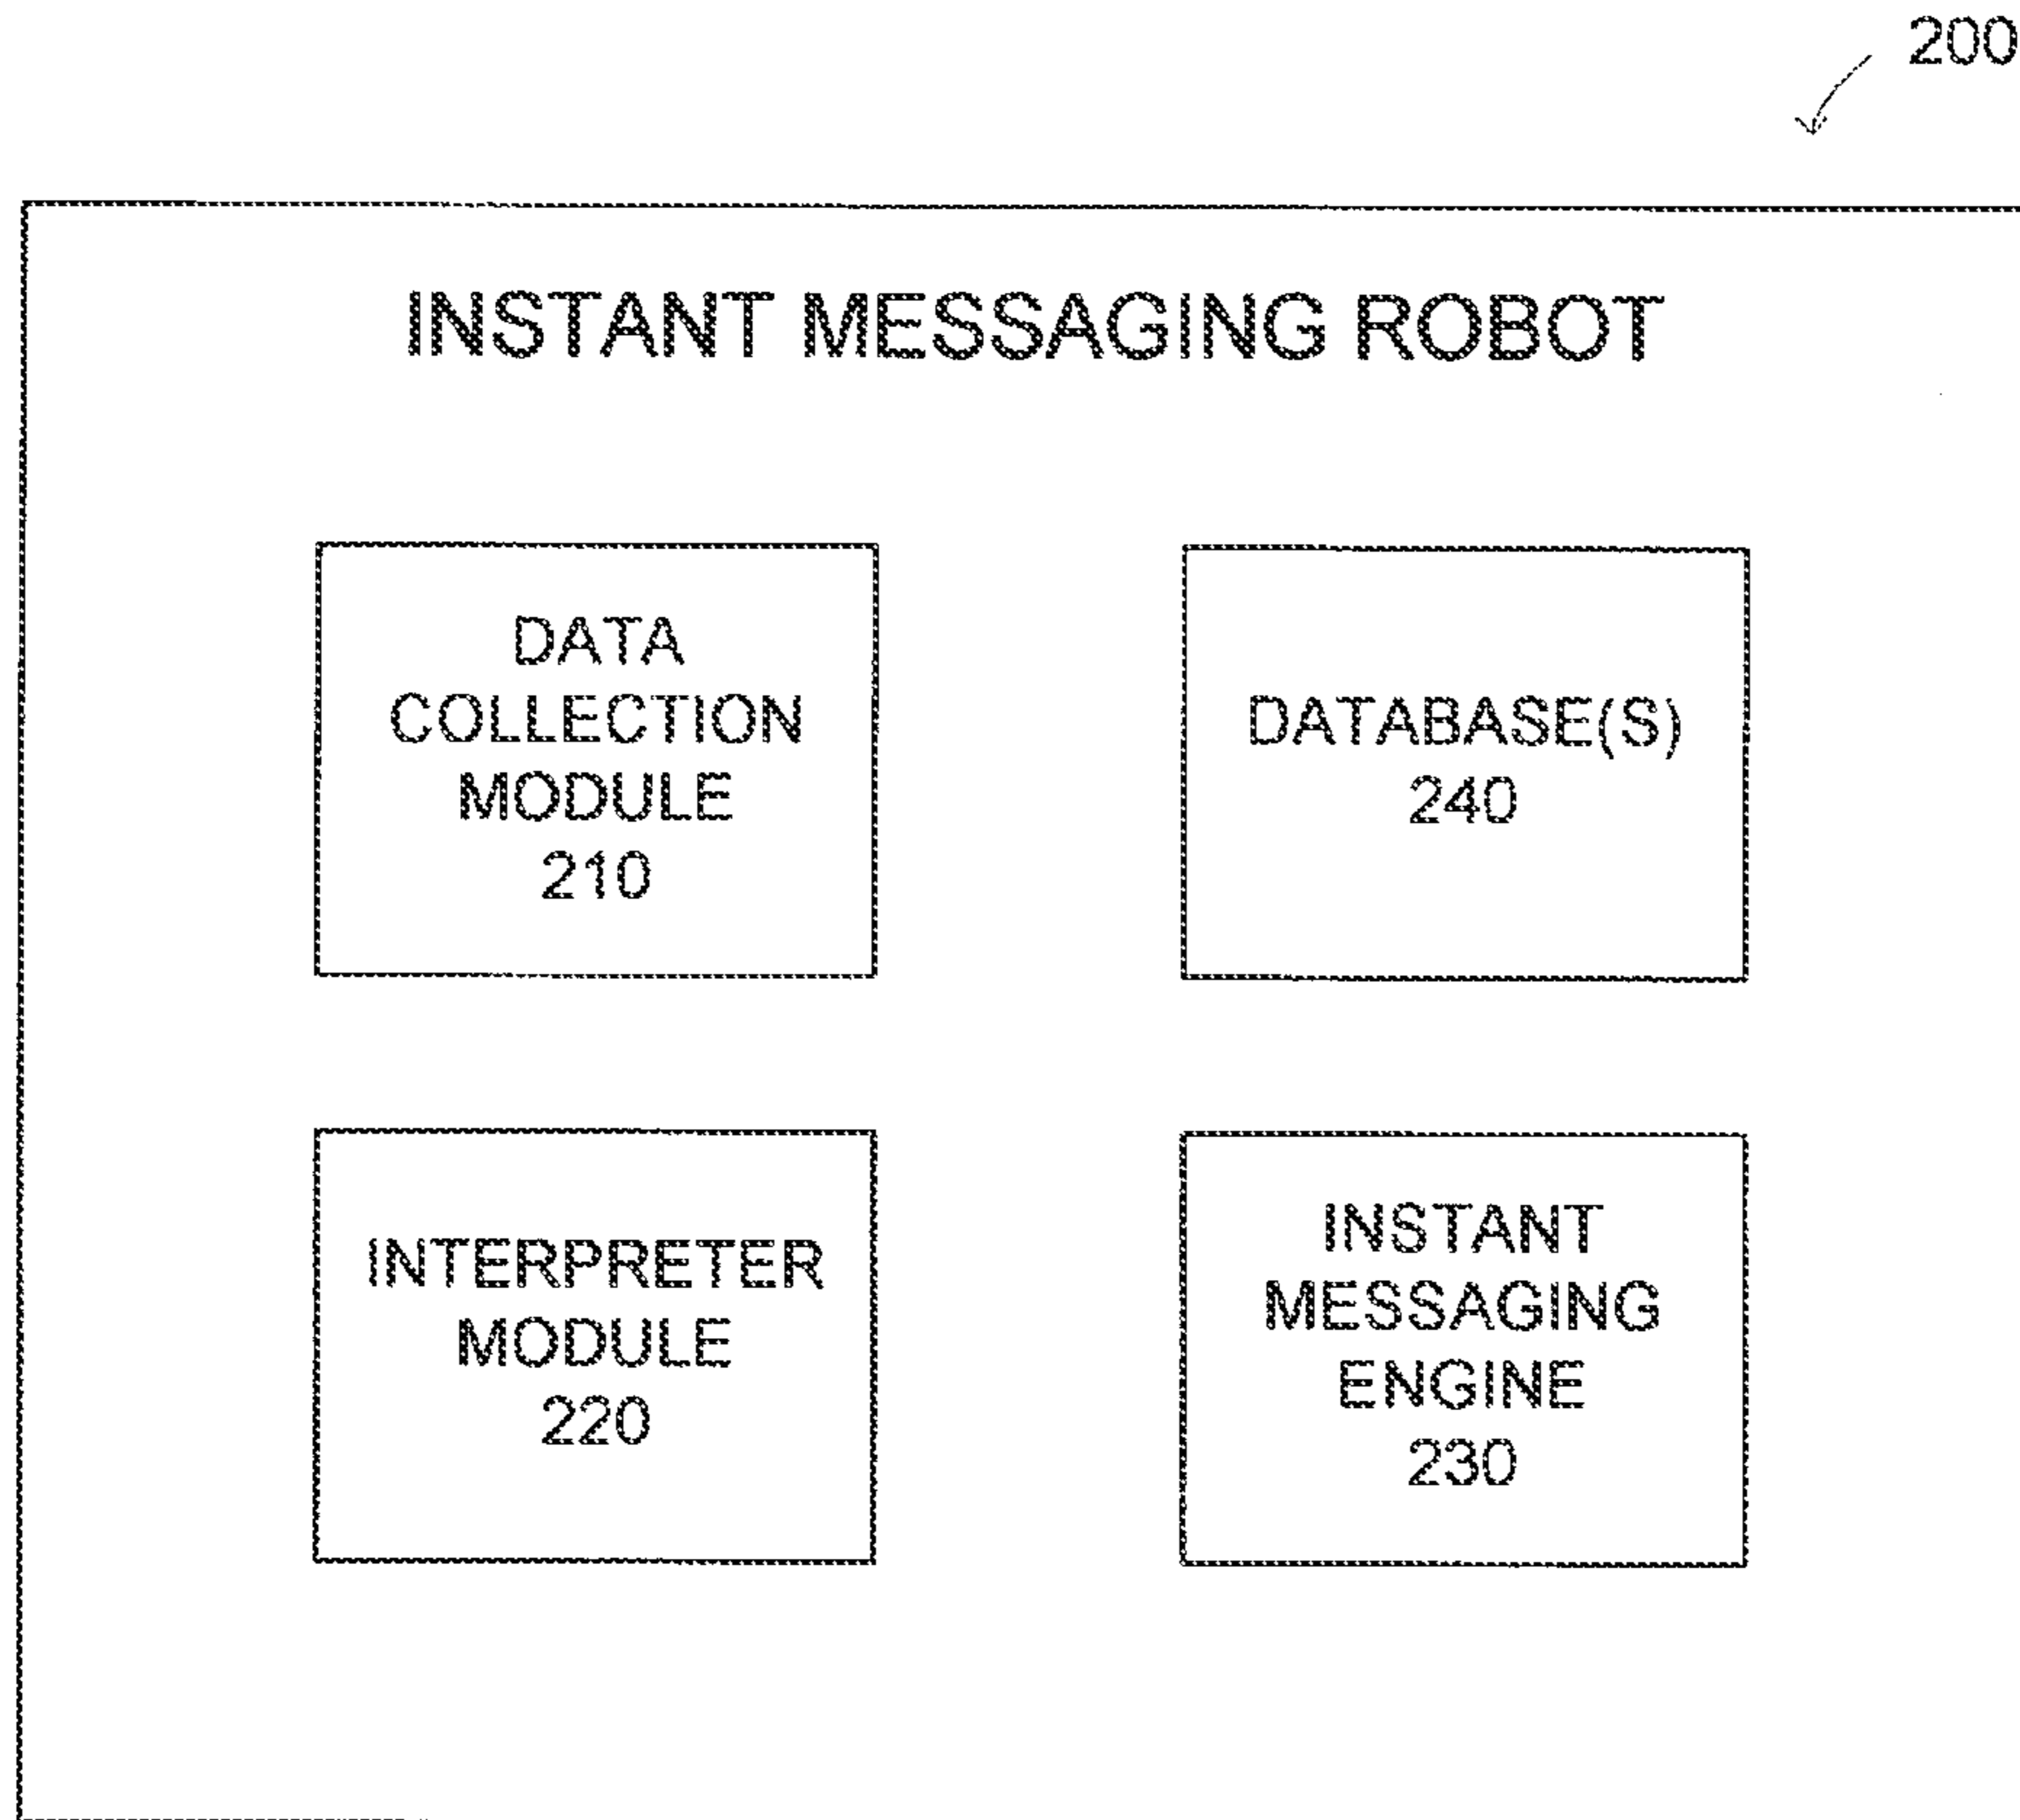 200
INSTANT MESSAGING ROBOT
DATA
COLLECTION
MODULE
210
DATABASE(S)
240
INTERPRETER
MODULE
220
INSTANT
MESSAGING
ENGINE
230